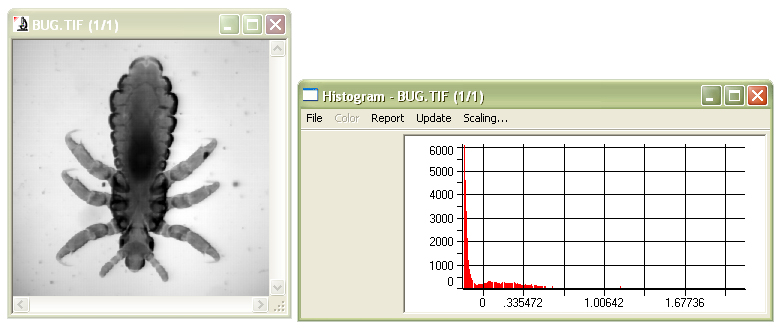 BUG.TIF (1/1)
Histogram - BUG.TIF (1/1)
File Color Report Update Scaling...
6000
5000
4000
3000
2000
1000
0
0 .335472 1.00642 1.67736